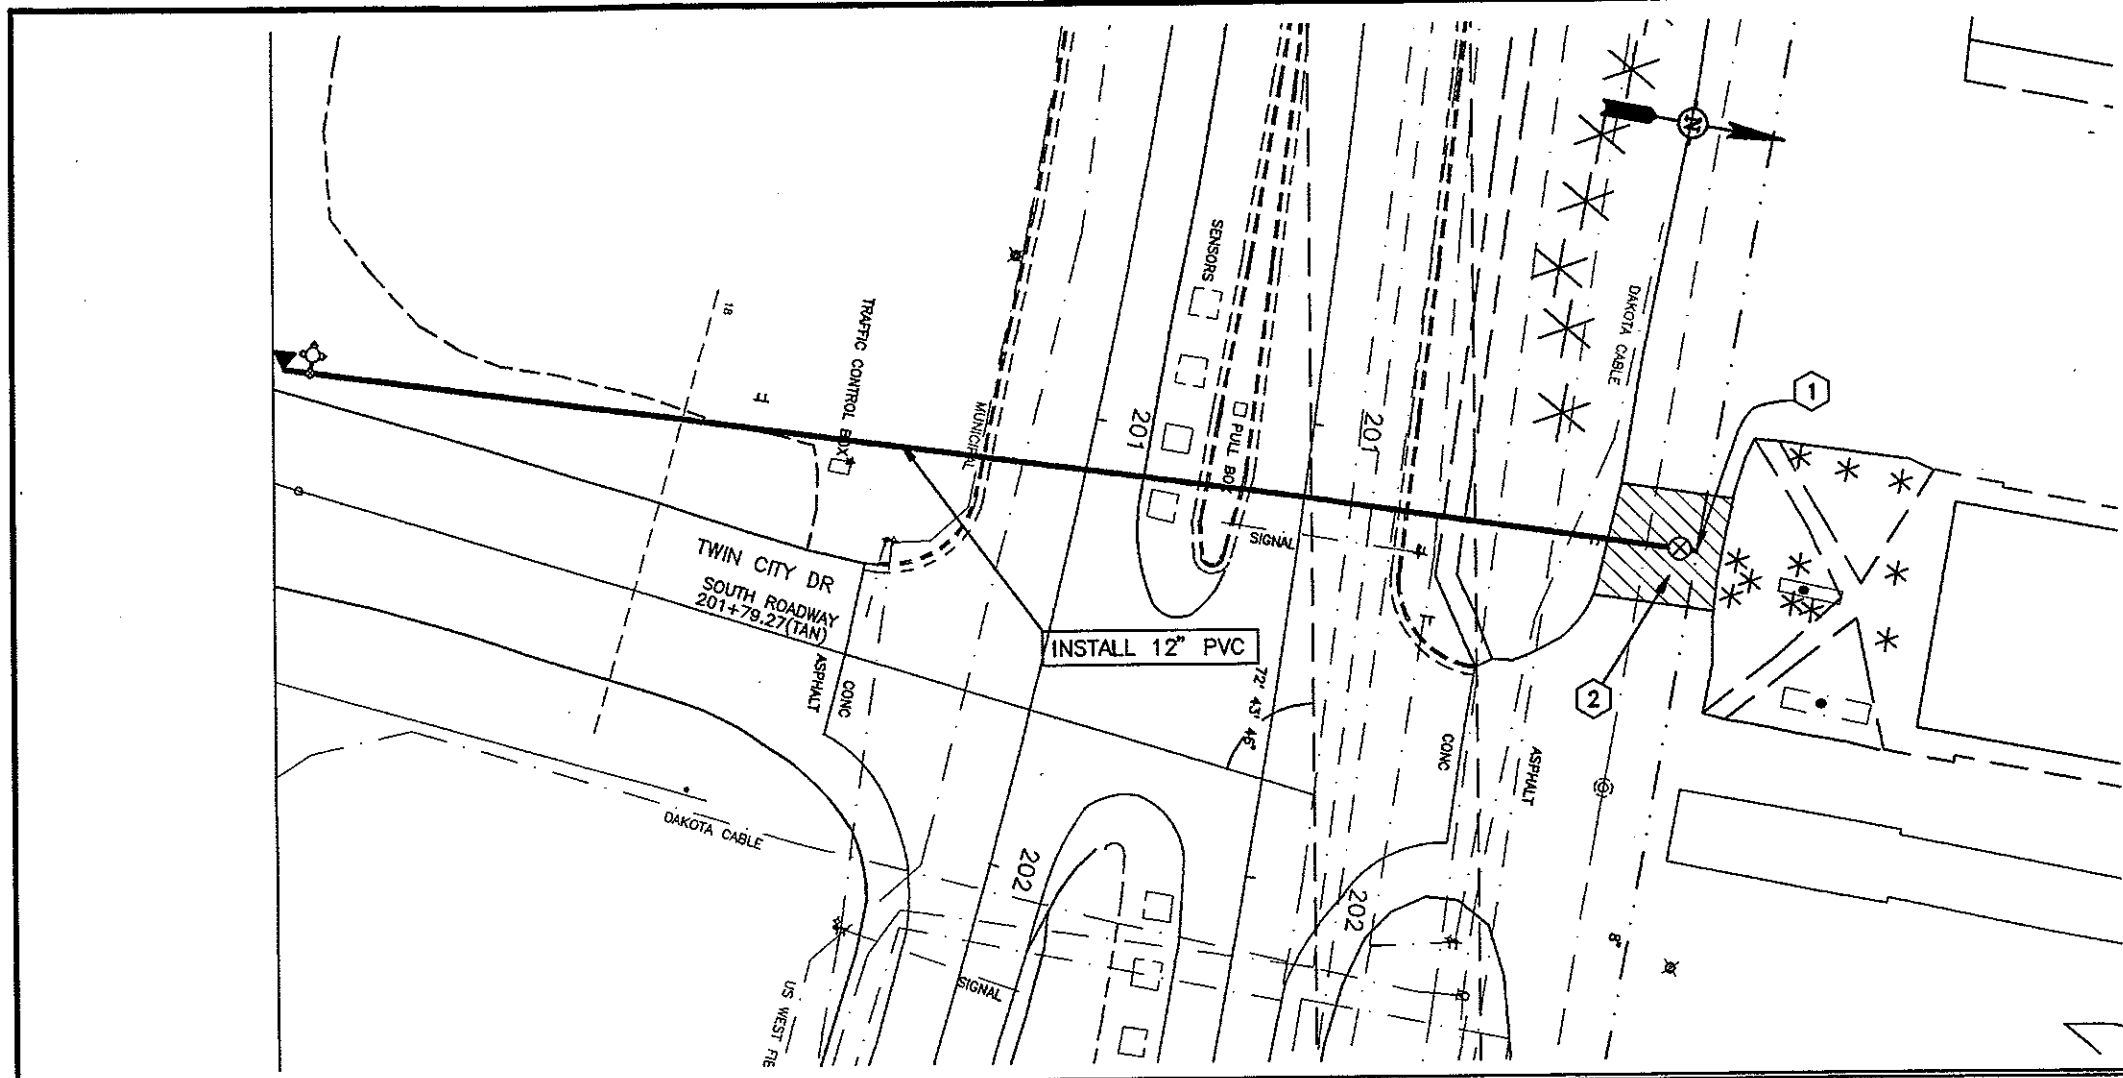 N
SENSORS
DAKOTA CABLE
18
TRAFFIC CONTROL BOX
MUNICIPAL
201
201
PULL BOX
1
SIGNAL
TWIN CITY DR
SOUTH ROADWAY
201+79.27(TAN)
INSTALL 12" PVC
ASPHALT
CONC
72° 43' 46"
2
CONC
ASPHALT
DAKOTA CABLE
202
202
8"
SIGNAL
US WEST